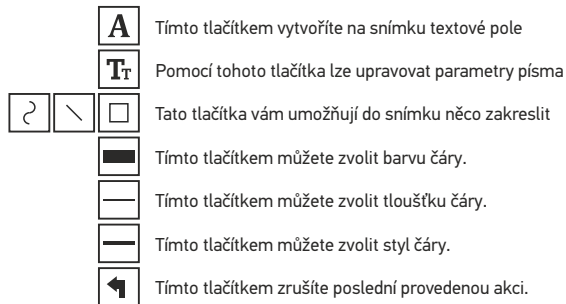 A Tímto tlačítkem vytvoříte na snímku textové pole
TT Pomocí tohoto tlačítka lze upravovat parametry písma
Tato tlačítka vám umožňují do snímku něco zakreslit
Tímto tlačítkem můžete zvolit barvu čáry.
Tímto tlačítkem můžete zvolit tloušťku čáry.
Tímto tlačítkem můžete zvolit styl čáry.
Tímto tlačítkem zrušíte poslední provedenou akci.